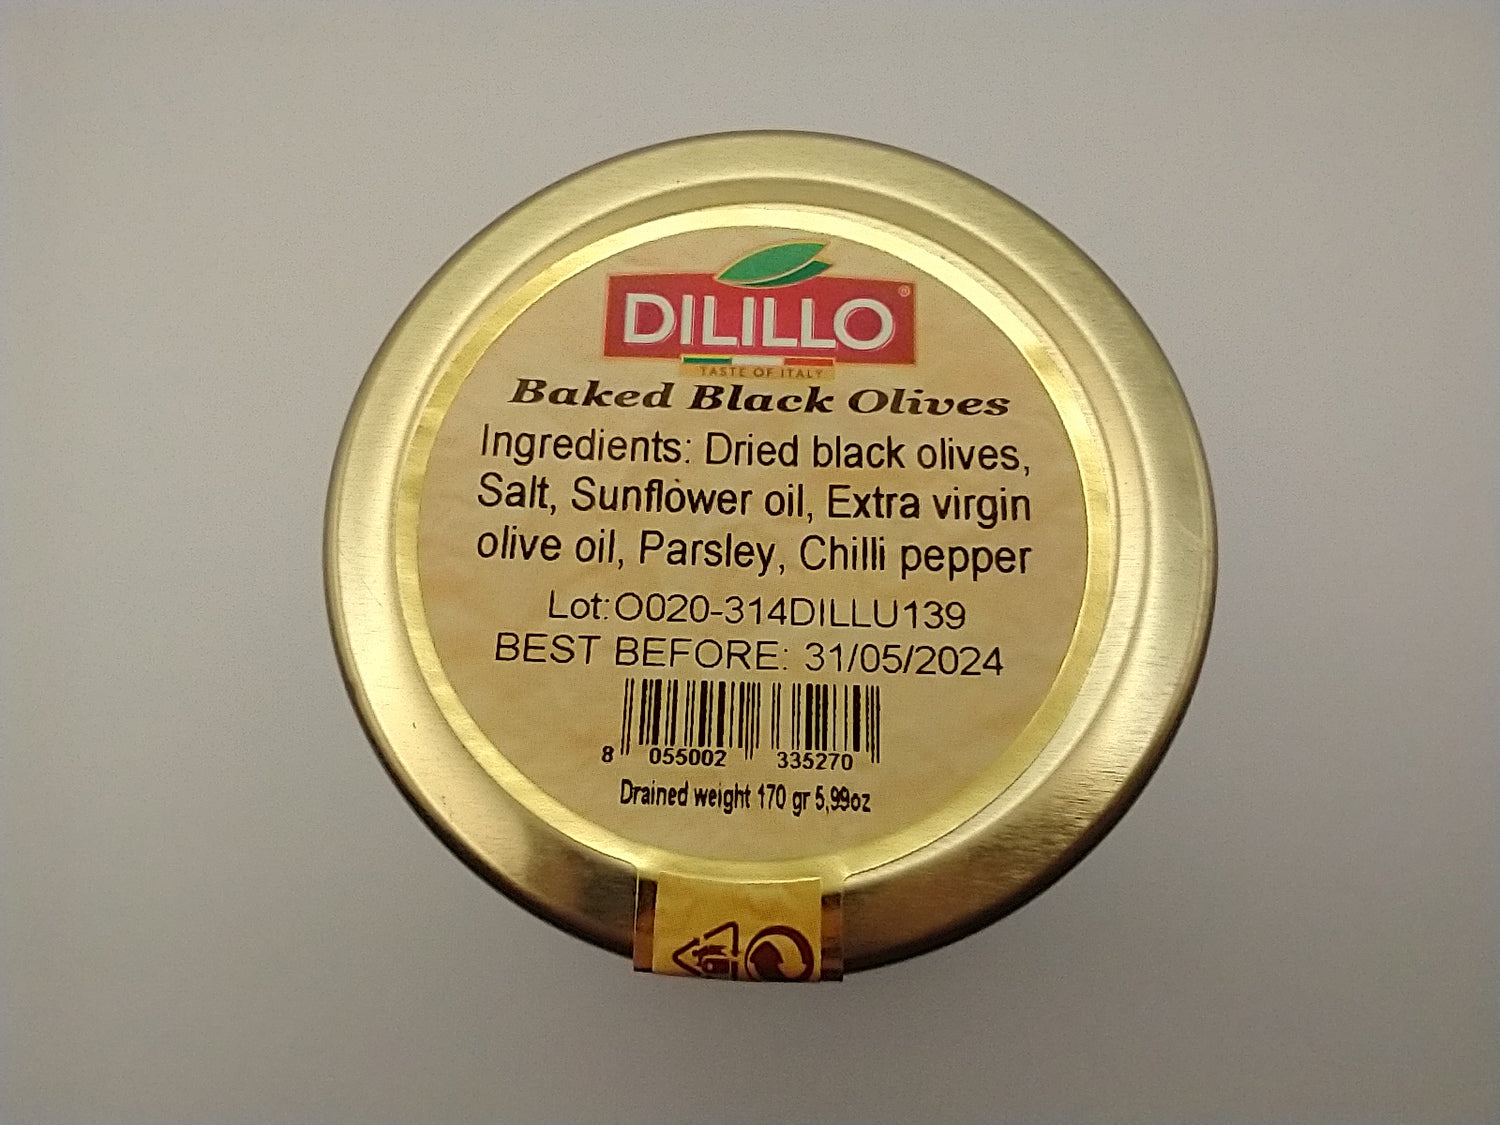 DILILLO®
TASTE OF ITALY
Baked Black Olives
Ingredients: Dried black olives,
Salt, Sunflower oil, Extra virgin
olive oil, Parsley, Chilli pepper
Lot:O020-314DILLU139
BEST BEFORE: 31/05/2024
8 055002 335270
Drained weight 170 gr 5,99oz